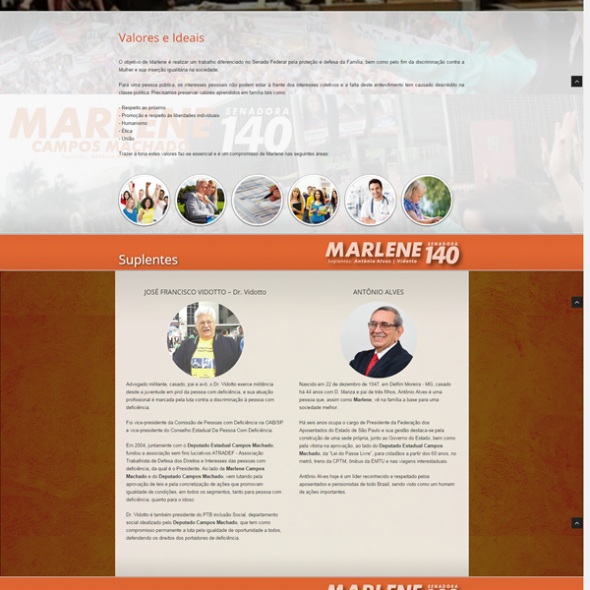 Valores e Ideais
O objetivo de Marlene é realizar um trabalho diferenciado no Senado Federal pela proteção e defesa da Família; bem como pelo fim da discriminação contra a
Mulher e sua inserção igualitária na sociedade.
Para uma pessoa pública, os interesses pessoais não podem estar à frente dos interesses coletivos e a falta deste entendimento tem causado descrédito na
classe política. Precisamos preservar valores aprendidos em família tais como:
- Respeito ao próximo
- Promoção e respeito às liberdades individuais
- Humanismo
- Ética
- União
MARLENE
CAMPOS MACHADO
SENADORA
140
Trazer à tona estes valores faz-se essencial e é um compromisso de Marlene nas seguintes áreas:
Suplentes
MARLENE SENADORA 140
Suplentes: Antônio Alves | Vidotto
JOSÉ FRANCISCO VIDOTTO – Dr. Vidotto
Advogado militante, casado, pai e avô, o Dr. Vidotto exerce militância
desde a juventude em prol da pessoa com deficiência, e sua atuação
profissional é marcada pela luta contra a discriminação à pessoa com
deficiência.
Foi vice-presidente da Comissão de Pessoas com Deficiência na OAB/SP
e vice-presidente do Conselho Estadual Da Pessoa Com Deficiência.
Em 2004, juntamente com o Deputado Estadual Campos Machado,
fundou a associação sem fins lucrativos ATRADEF - Associação
Trabalhista de Defesa dos Direitos e Interesses das pessoas com
deficiência, da qual é o Presidente. Ao lado de Marlene Campos
Machado e do Deputado Campos Machado, vem lutando pela
aprovação de leis e pela concretização de ações que promovam
igualdade de condições, em todos os segmentos, tanto para pessoa com
deficiência, quanto para o idoso.
Dr. Vidotto é também presidente do PTB Inclusão Social, departamento
social idealizado pelo Deputado Campos Machado, que tem como
compromisso permanente a luta pela igualdade de oportunidade a todos,
defendendo os direitos dos portadores de deficiência.
ANTÔNIO ALVES
Nascido em 22 de dezembro de 1947, em Delfim Moreira - MG, casado
há 44 anos com D. Mariza e pai de três filhos, Antônio Alves é uma
pessoa que, assim como Marlene, vê na família a base para uma
sociedade melhor.
Há seis anos ocupa o cargo de Presidente da Federação dos
Aposentados do Estado de São Paulo e sua gestão destaca-se pela
construção de uma sede própria, junto ao Governo do Estado, bem como
pela vitória na aprovação, ao lado do Deputado Estadual Campos
Machado, da "Lei do Passe Livre", para cidadãos a partir dos 60 anos, no
metrô, trens da CPTM, ônibus da EMTU e nas viagens interestaduais.
Antônio Alves hoje é um líder reconhecido e respeitado pelos
aposentados e pensionistas de todo Brasil, sendo visto como um homem
de ações importantes.
MARLENE SENADORA